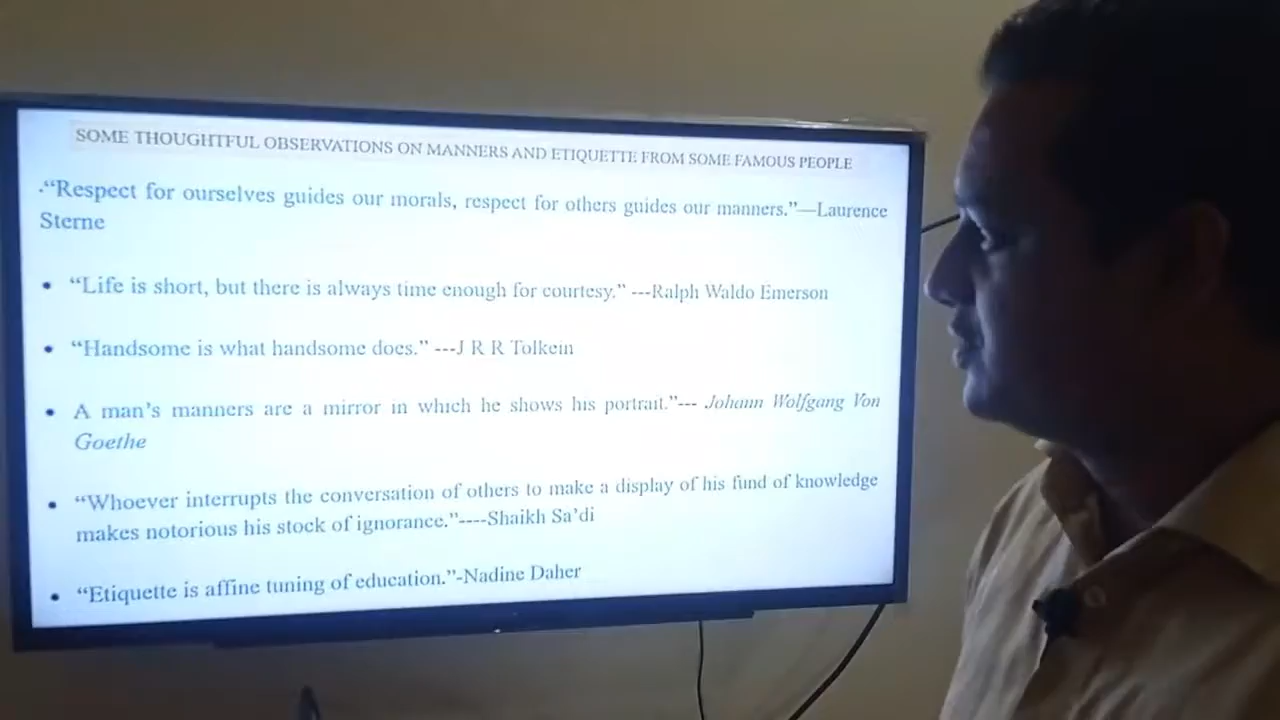 SOME THOUGHTFUL OBSERVATIONS ON MANNERS AND ETIQUETTE FROM SOME FAMOUS PEOPLE
.“Respect for ourselves guides our morals, respect for others guides our manners.”—Laurence
Sterne
• “Life is short, but there is always time enough for courtesy.” ---Ralph Waldo Emerson
• “Handsome is what handsome does.” ---J R R Tolkein
• A man’s manners are a mirror in which he shows his portrait.”--- Johann Wolfgang Von
Goethe
• “Whoever interrupts the conversation of others to make a display of his fund of knowledge
makes notorious his stock of ignorance.”----Shaikh Sa’di
• “Etiquette is affine tuning of education.”-Nadine Daher